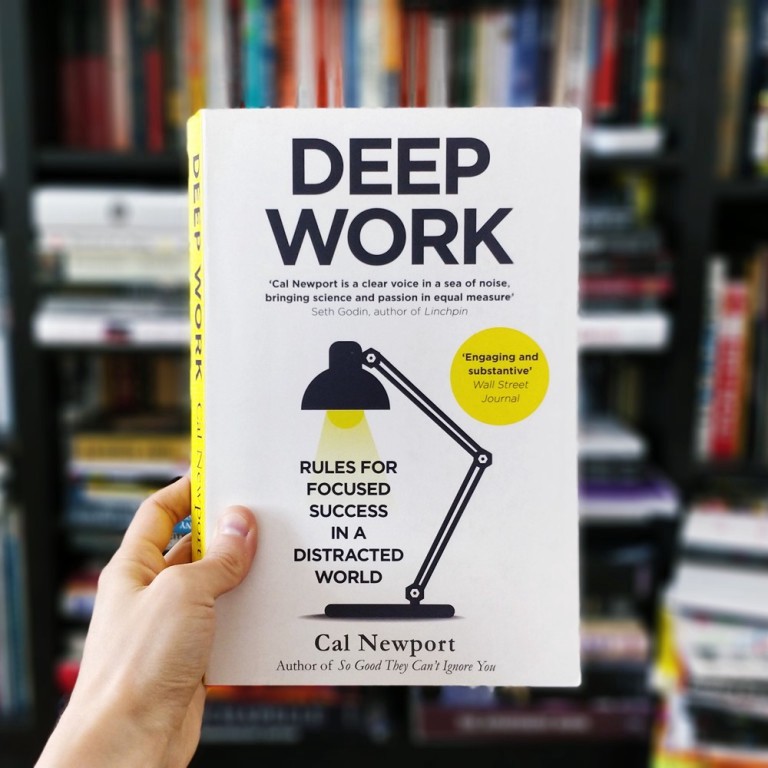 DEEP
WORK
'Cal Newport is a clear voice in a sea of noise,
bringing science and passion in equal measure'
Seth Godin, author of Linchpin
'Engaging and
substantive'
Wall Street
Journal
RULES FOR
FOCUSED
SUCCESS
IN A
DISTRACTED
WORLD
Cal Newport
Author of So Good They Can't Ignore You
DEEP WORK Cal Newport